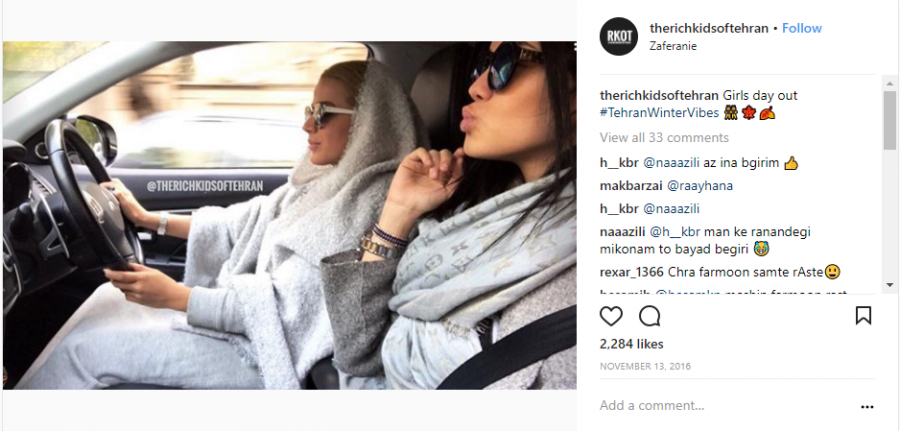 @THERICHKIDSOFTEHRAN
RKOT
therichkidsoftehran • Follow
Zaferanie
therichkidsoftehran Girls day out
#TehranWinterVibes 👯🍁🍂
View all 33 comments
h__kbr @naaazili az ina bgirim 👍
makbarzai @raayhana
h__kbr @naaazili
naaazili @h__kbr man ke ranandegi
mikonam to bayad begiri 😹
rexar_1366 Chra farmoon samte rAste😀
2,284 likes
NOVEMBER 13, 2016
Add a comment...